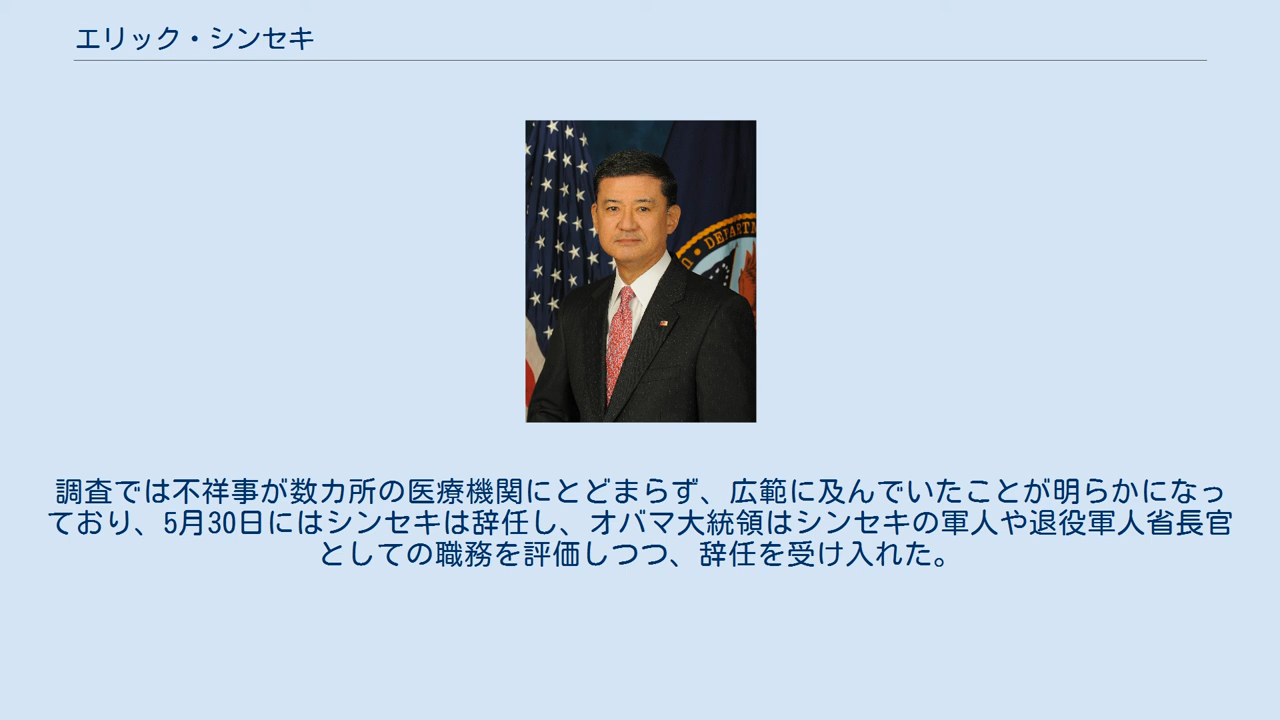 エリック・シンセキ
DEPARTM
調査では不祥事が数カ所の医療機関にとどまらず、広範に及んでいたことが明らかになっ
ており、5月30日にはシンセキは辞任し、オバマ大統領はシンセキの軍人や退役軍人省長官
としての職務を評価しつつ、辞任を受け入れた。